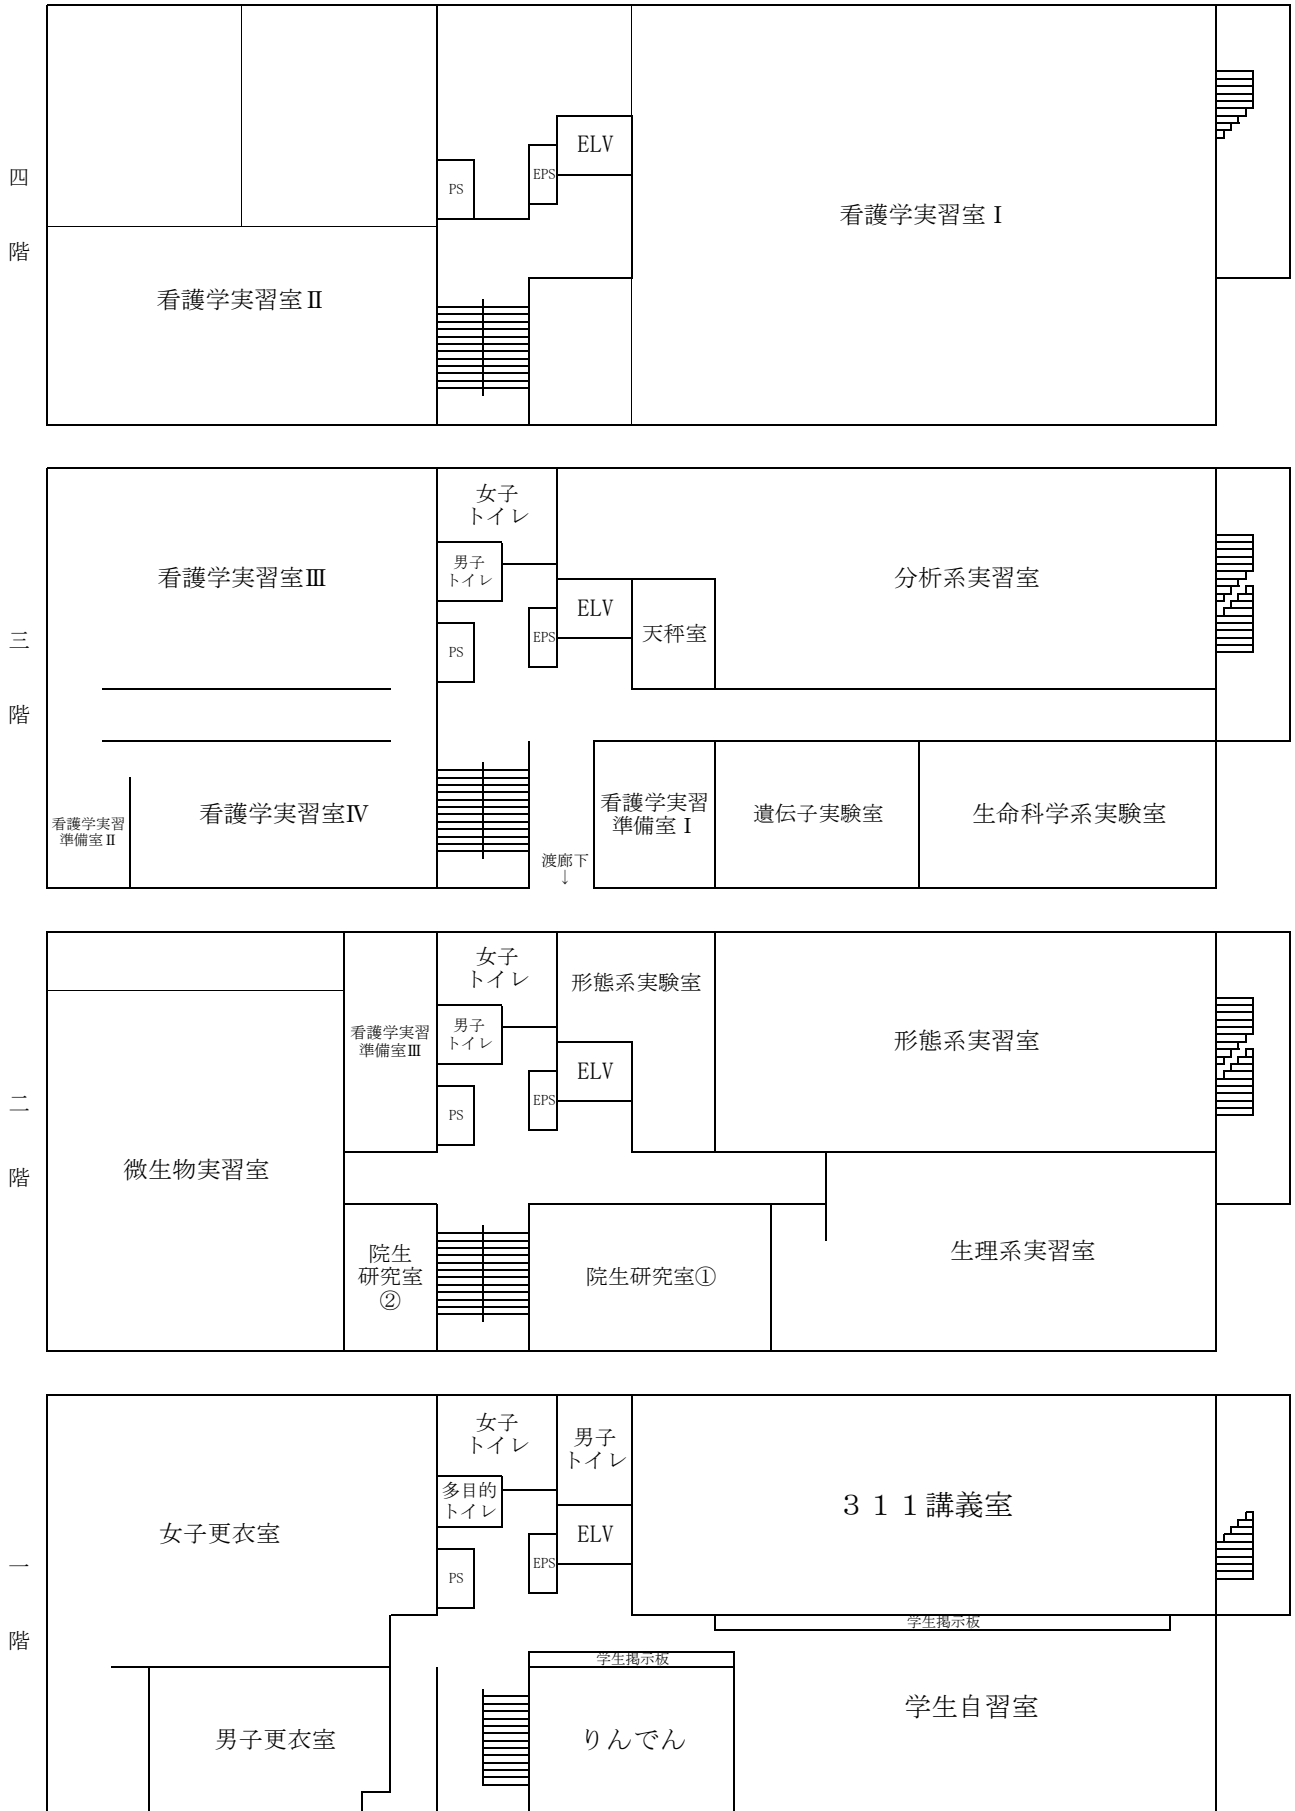 四
階
ELV
EPS
PS
看護学実習室Ⅰ
看護学実習室Ⅱ
三
階
女子
トイレ
男子
トイレ
看護学実習室Ⅲ
分析系実習室
ELV
EPS
天秤室
PS
看護学実習
準備室Ⅰ
看護学実習室Ⅳ
遺伝子実験室
生命科学系実験室
看護学実習
準備室Ⅱ
渡廊下
↓
二
階
女子
トイレ
形態系実験室
看護学実習
準備室Ⅲ
男子
トイレ
形態系実習室
ELV
EPS
PS
微生物実習室
院生
研究室
②
院生研究室①
生理系実習室
一
階
女子
トイレ
男子
トイレ
多目的
トイレ
311講義室
女子更衣室
ELV
EPS
PS
学生掲示板
学生掲示板
学生自習室
男子更衣室
りんでん